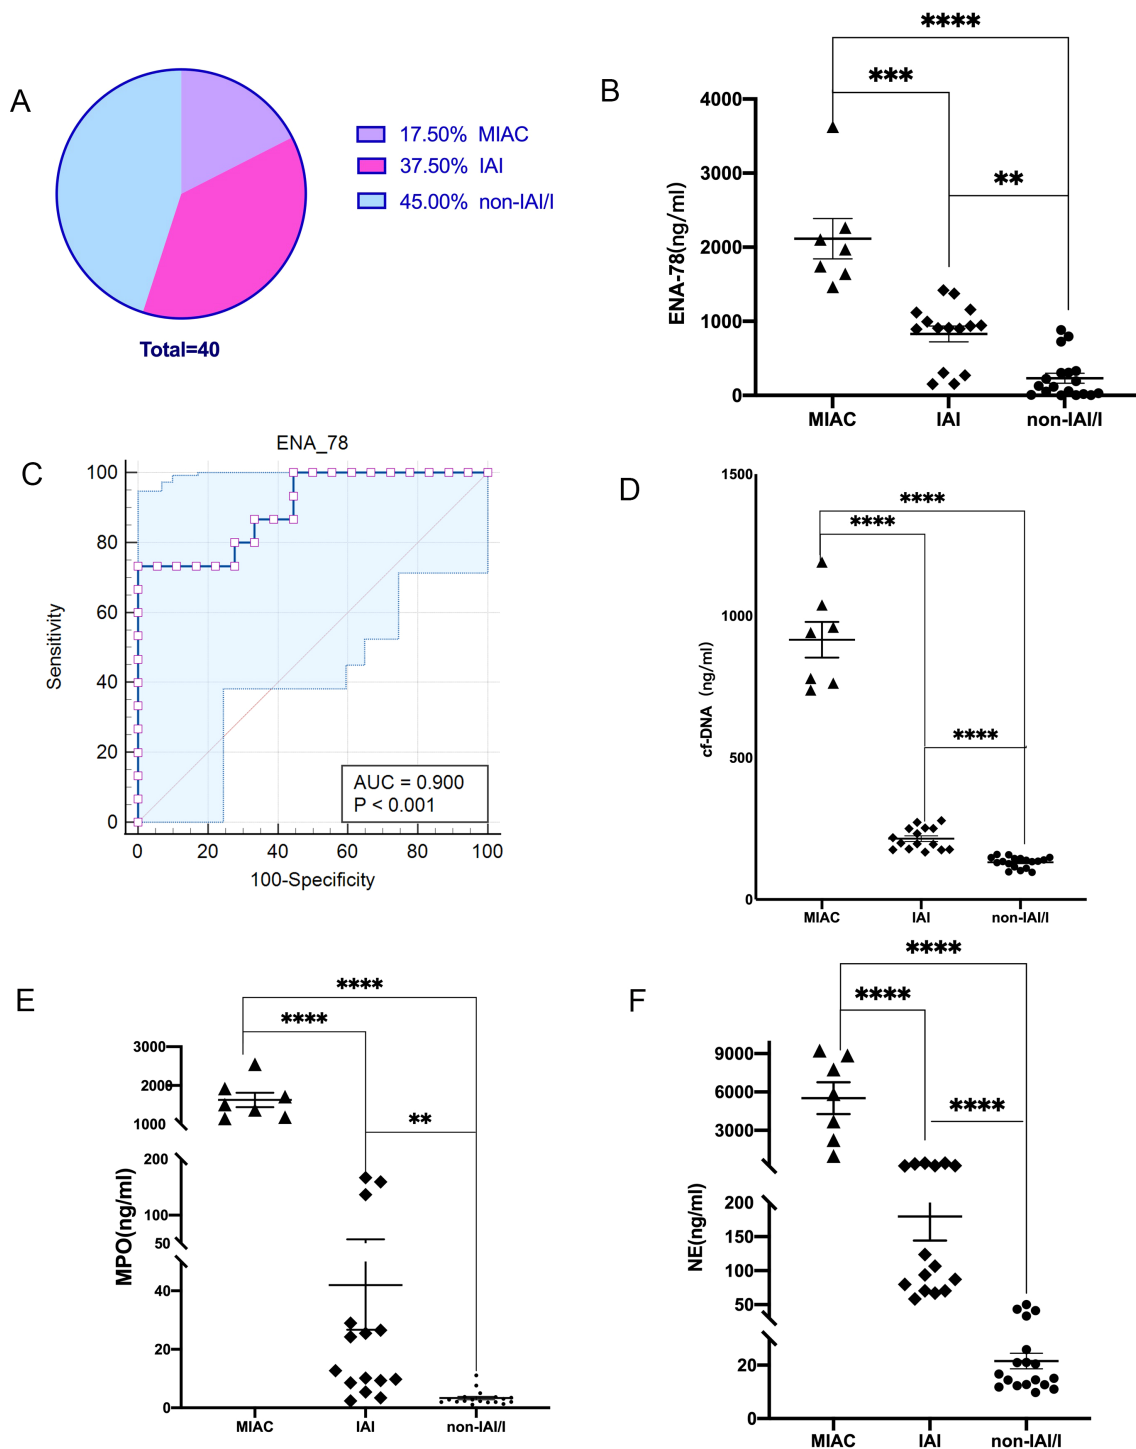 A
17.50% MIAC
37.50% IAI
45.00% non-IAI/I
Total=40
B
****
***
**
4000
3000
2000
1000
0
ENA-78(ng/ml)
MIAC IAI non-IAI/I
C
ENA_78
100
80
60
40
20
0
Sensitivity
AUC = 0.900
P < 0.001
0 20 40 60 80 100
100-Specificity
D
****
****
****
1500
1000
500
0
cf-DNA (ng/ml)
MIAC IAI non-IAI/I
E
****
****
**
3000
2000
1000
200
100
50
40
20
0
MPO(ng/ml)
MIAC IAI non-IAI/I
F
****
****
****
9000
6000
3000
200
150
100
50
20
0
NE(ng/ml)
MIAC IAI non-IAI/I